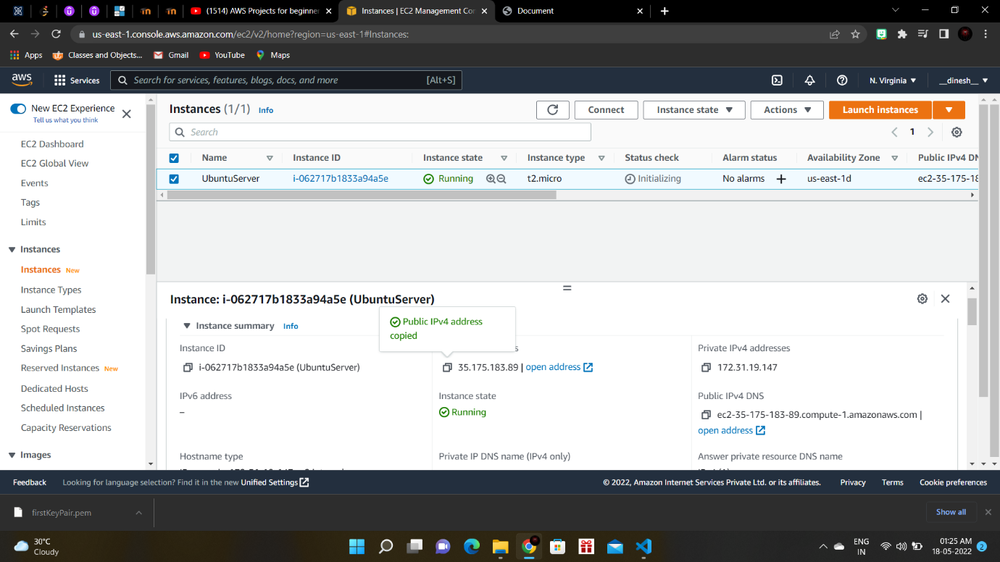 (1514) AWS Projects for beginner
Instances | EC2 Management Con
Document
us-east-1.console.aws.amazon.com/ec2/v2/home?region=us-east-1#Instances:
Apps
Classes and Objects...
Gmail
YouTube
Maps
aws
Services
Search for services, features, blogs, docs, and more
[Alt+S]
N. Virginia
__dinesh__
New EC2 Experience
Tell us what you think
EC2 Dashboard
EC2 Global View
Events
Tags
Limits
Instances
Instances New
Instance Types
Launch Templates
Spot Requests
Savings Plans
Reserved Instances New
Dedicated Hosts
Scheduled Instances
Capacity Reservations
Images
Instances (1/1) Info
Connect
Instance state
Actions
Launch instances
Search
1
Name
Instance ID
Instance state
Instance type
Status check
Alarm status
Availability Zone
Public IPv4 DN
UbuntuServer
i-062717b1833a94a5e
Running
t2.micro
Initializing
No alarms
us-east-1d
ec2-35-175-18
Instance: i-062717b1833a94a5e (UbuntuServer)
Instance summary Info
Public IPv4 address
copied
Instance ID
i-062717b1833a94a5e (UbuntuServer)
35.175.183.89 | open address
Private IPv4 addresses
172.31.19.147
IPv6 address
–
Instance state
Running
Public IPv4 DNS
ec2-35-175-183-89.compute-1.amazonaws.com |
open address
Hostname type
Private IP DNS name (IPv4 only)
Answer private resource DNS name
Feedback
Looking for language selection? Find it in the new Unified Settings
© 2022, Amazon Internet Services Private Ltd. or its affiliates.
Privacy
Terms
Cookie preferences
firstKeyPair.pem
Show all
30°C
Cloudy
ENG
IN
01:25 AM
18-05-2022
2